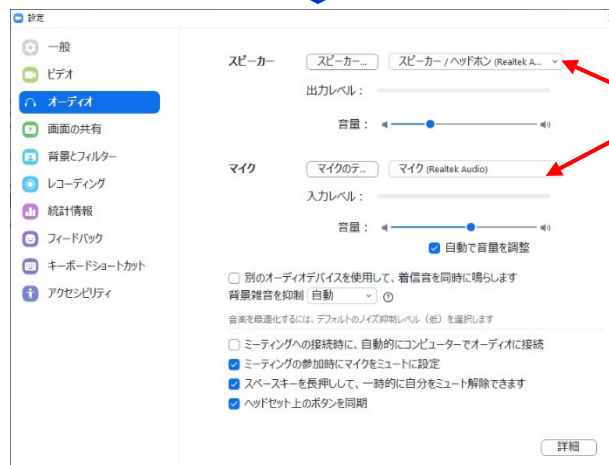 設定
一般
ビデオ
オーディオ
画面の共有
背景とフィルター
レコーディング
統計情報
フィードバック
キーボードショートカット
アクセシビリティ
スピーカー
スピーカー...
スピーカー / ヘッドホン (Realtek A...
出力レベル：
音量：
マイク
マイクのテ...
マイク (Realtek Audio)
入力レベル：
音量：
自動で音量を調整
別のオーディオデバイスを使用して、着信音を同時に鳴らします
背景雑音を抑制 自動
音楽を最適化するには、デフォルトのノイズ抑制レベル（低）を選択します
ミーティングへの接続時に、自動的にコンピューターでオーディオに接続
ミーティングの参加時にマイクをミュートに設定
スペースキーを長押しして、一時的に自分をミュート解除できます
ヘッドセット上のボタンを同期
詳細